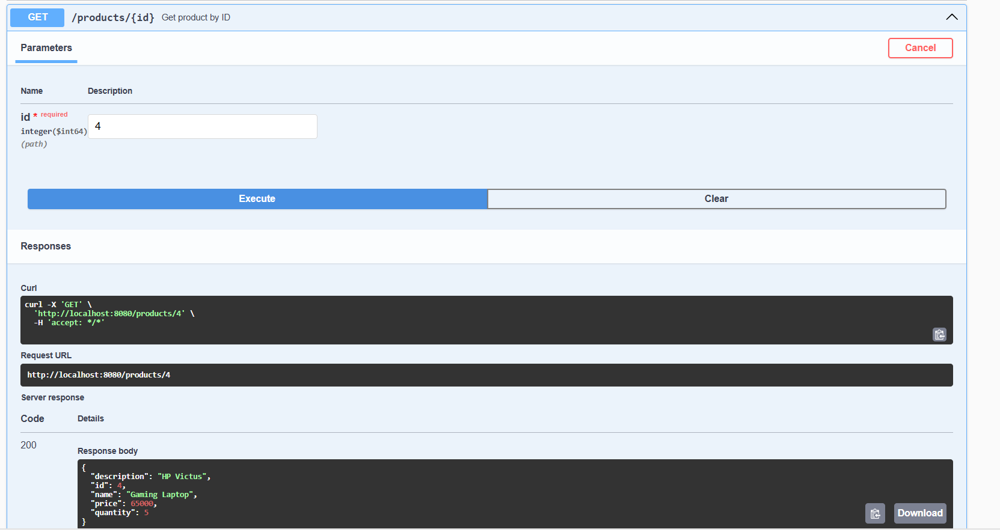 GET /products/{id} Get product by ID
Parameters
Cancel
Name Description
id * required
integer($int64)
(path)
4
Execute
Clear
Responses
Curl
curl -X 'GET' \
  'http://localhost:8080/products/4' \
  -H 'accept: */*'
Request URL
http://localhost:8080/products/4
Server response
Code Details
200
Response body
{
  "description": "HP Victus",
  "id": 4,
  "name": "Gaming Laptop",
  "price": 65000,
  "quantity": 5
}
Download